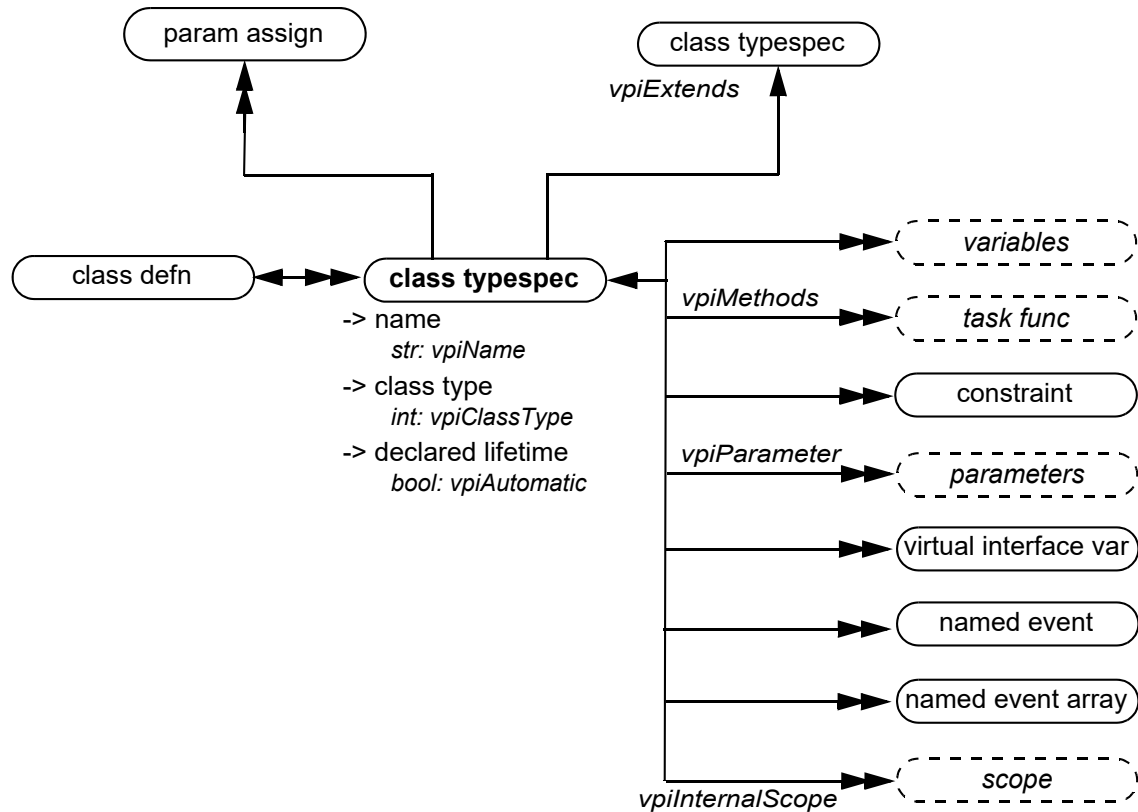 param assign
class typespec
vpiExtends
class defn
class typespec
-> name
str: vpiName
-> class type
int: vpiClassType
-> declared lifetime
bool: vpiAutomatic
variables
vpiMethods
task func
constraint
vpiParameter
parameters
virtual interface var
named event
named event array
vpiInternalScope
scope